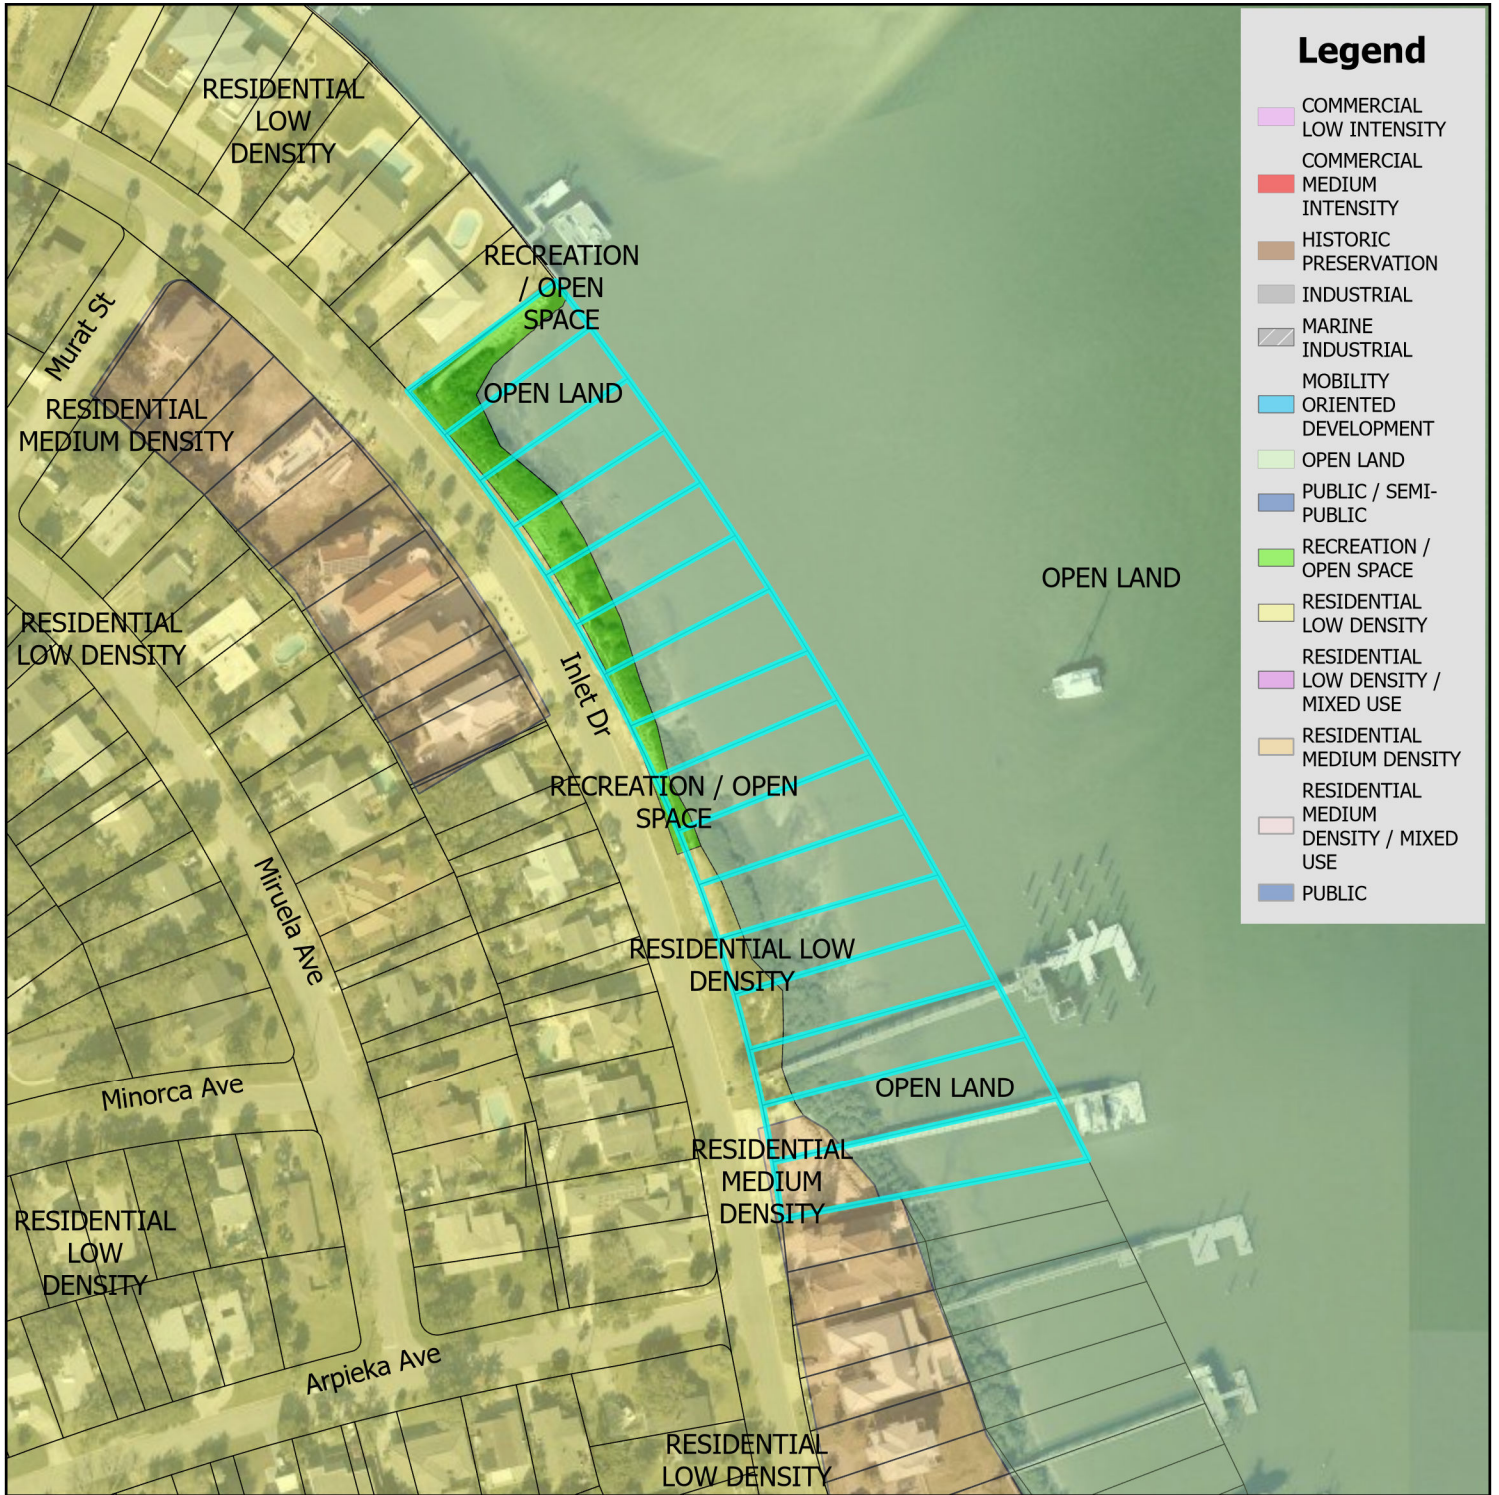 RESIDENTIAL
LOW
DENSITY
RECREATION
/ OPEN
SPACE
Murat St
OPEN LAND
RESIDENTIAL
MEDIUM DENSITY
OPEN LAND
RESIDENTIAL
LOW DENSITY
Inlet Dr
RECREATION / OPEN
SPACE
Miruela Ave
RESIDENTIAL LOW
DENSITY
Minorca Ave
OPEN LAND
RESIDENTIAL
MEDIUM
DENSITY
RESIDENTIAL
LOW
DENSITY
Arpieka Ave
RESIDENTIAL
LOW DENSITY
Legend
COMMERCIAL
LOW INTENSITY
COMMERCIAL
MEDIUM
INTENSITY
HISTORIC
PRESERVATION
INDUSTRIAL
MARINE
INDUSTRIAL
MOBILITY
ORIENTED
DEVELOPMENT
OPEN LAND
PUBLIC / SEMI-
PUBLIC
RECREATION /
OPEN SPACE
RESIDENTIAL
LOW DENSITY
RESIDENTIAL
LOW DENSITY /
MIXED USE
RESIDENTIAL
MEDIUM DENSITY
RESIDENTIAL
MEDIUM
DENSITY / MIXED
USE
PUBLIC